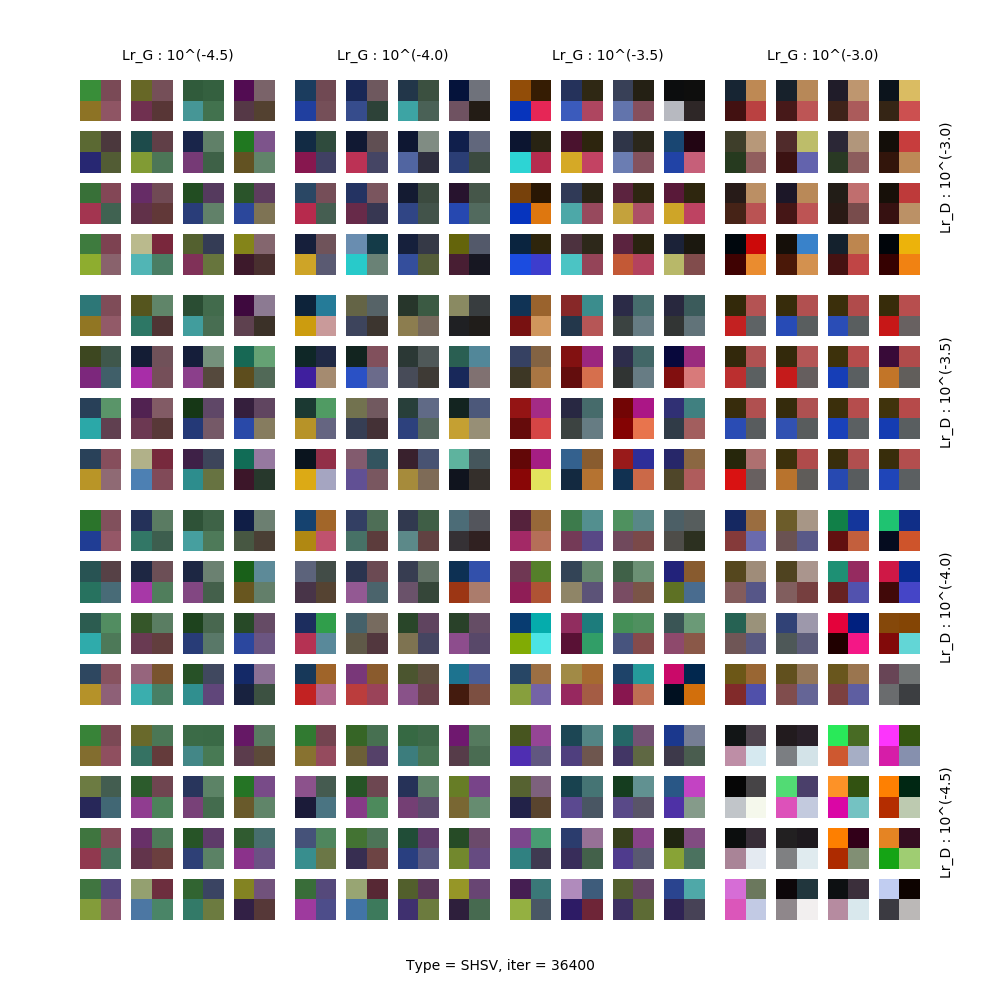 Lr_G : 10^(-4.5)
Lr_G : 10^(-4.0)
Lr_G : 10^(-3.5)
Lr_G : 10^(-3.0)
Lr_D : 10^(-3.0)
Lr_D : 10^(-3.5)
Lr_D : 10^(-4.0)
Lr_D : 10^(-4.5)
Type = SHSV, iter = 36400